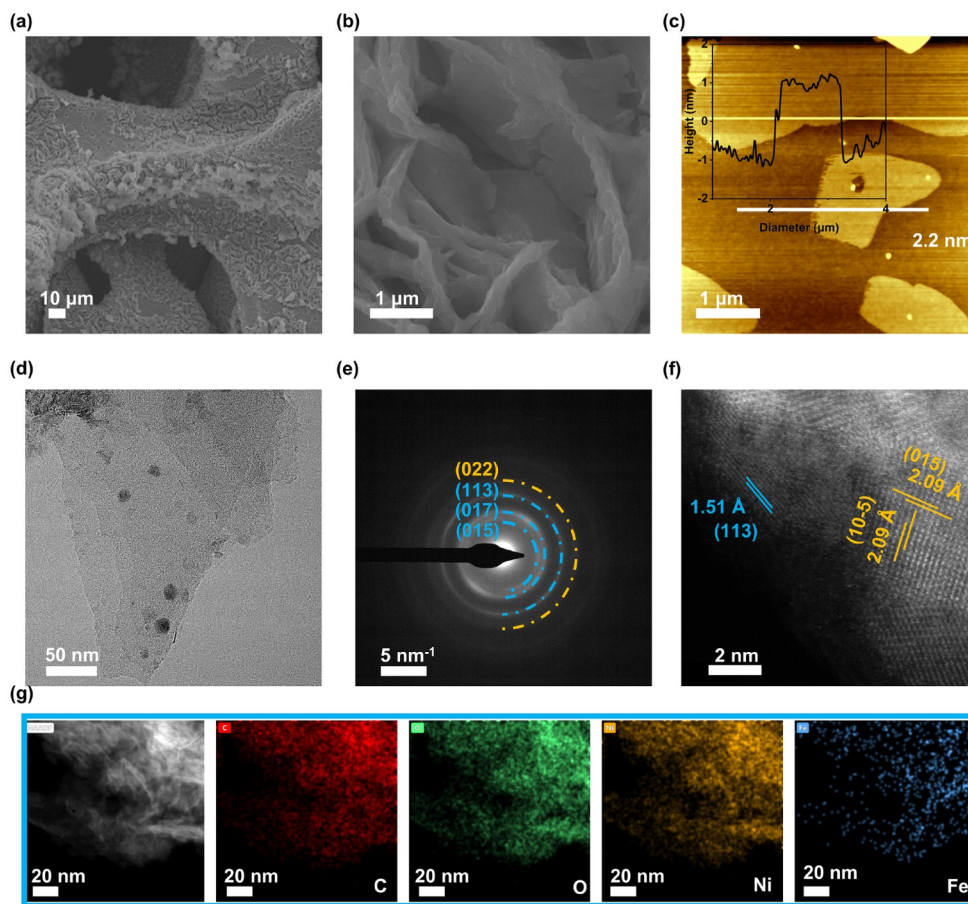 (a)
(b)
(c)
10 µm
1 µm
2
1
0
-1
-2
Height (nm)
2
4
Diameter (µm)
2.2 nm
1 µm
(d)
(e)
(f)
50 nm
(022)
(113)
(017)
(015)
5 nm-1
1.51 Å
(113)
(015)
2.09 Å
(10-5)
2.09 Å
2 nm
(g)
HAADF
20 nm
C
20 nm
C
O
20 nm
O
Ni
20 nm
Ni
Fe
20 nm
Fe